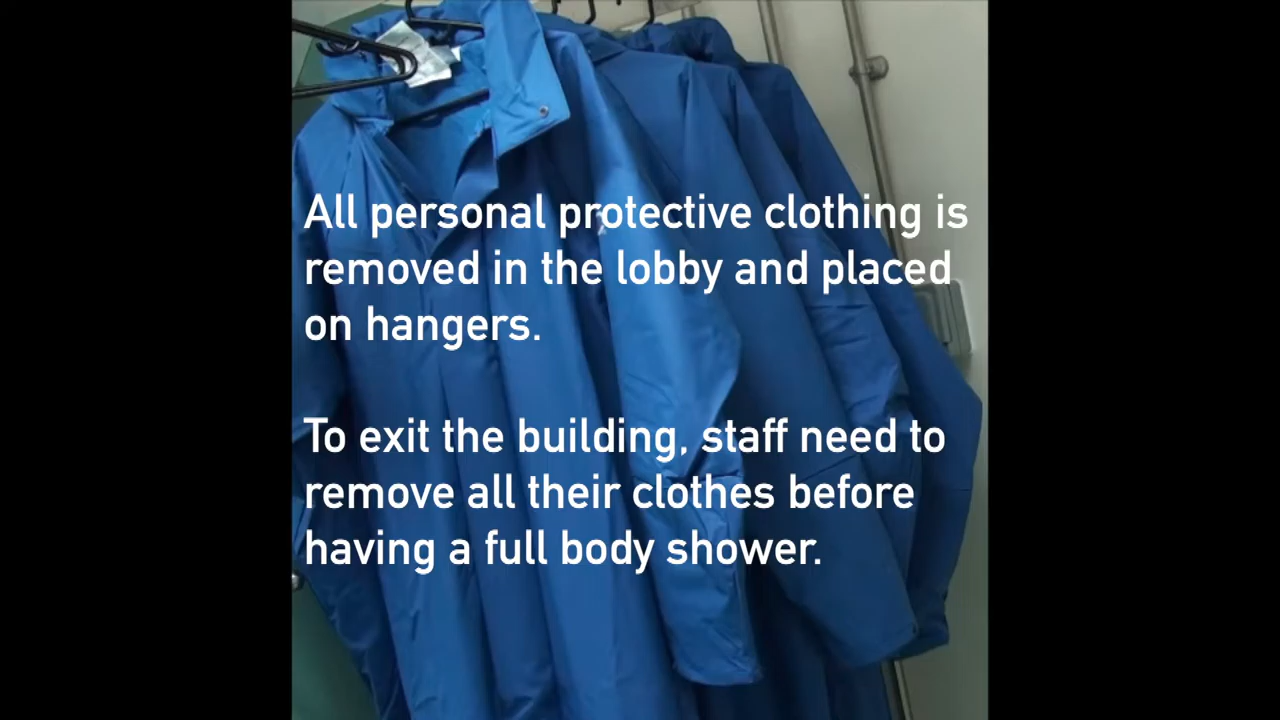 All personal protective clothing is
removed in the lobby and placed
on hangers.
To exit the building, staff need to
remove all their clothes before
having a full body shower.